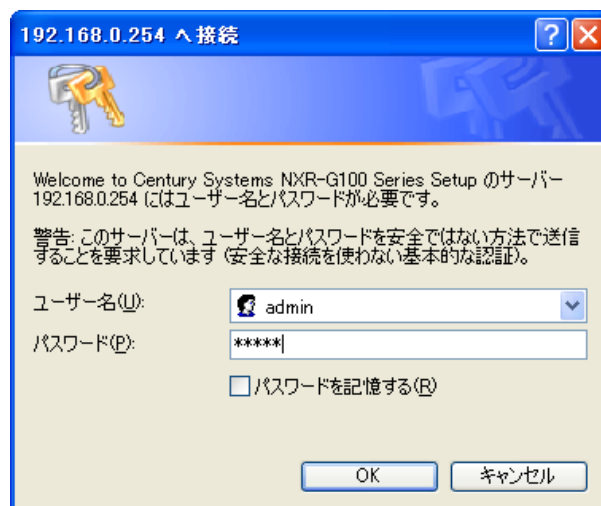 192.168.0.254 へ接続
Welcome to Century Systems NXR-G100 Series Setup のサーバー
192.168.0.254 にはユーザー名とパスワードが必要です。
警告: このサーバーは、ユーザー名とパスワードを安全ではない方法で送信
することを要求しています (安全な接続を使わない基本的な認証)。
ユーザー名(U):
admin
パスワード(P):
*****
パスワードを記憶する(R)
OK
キャンセル